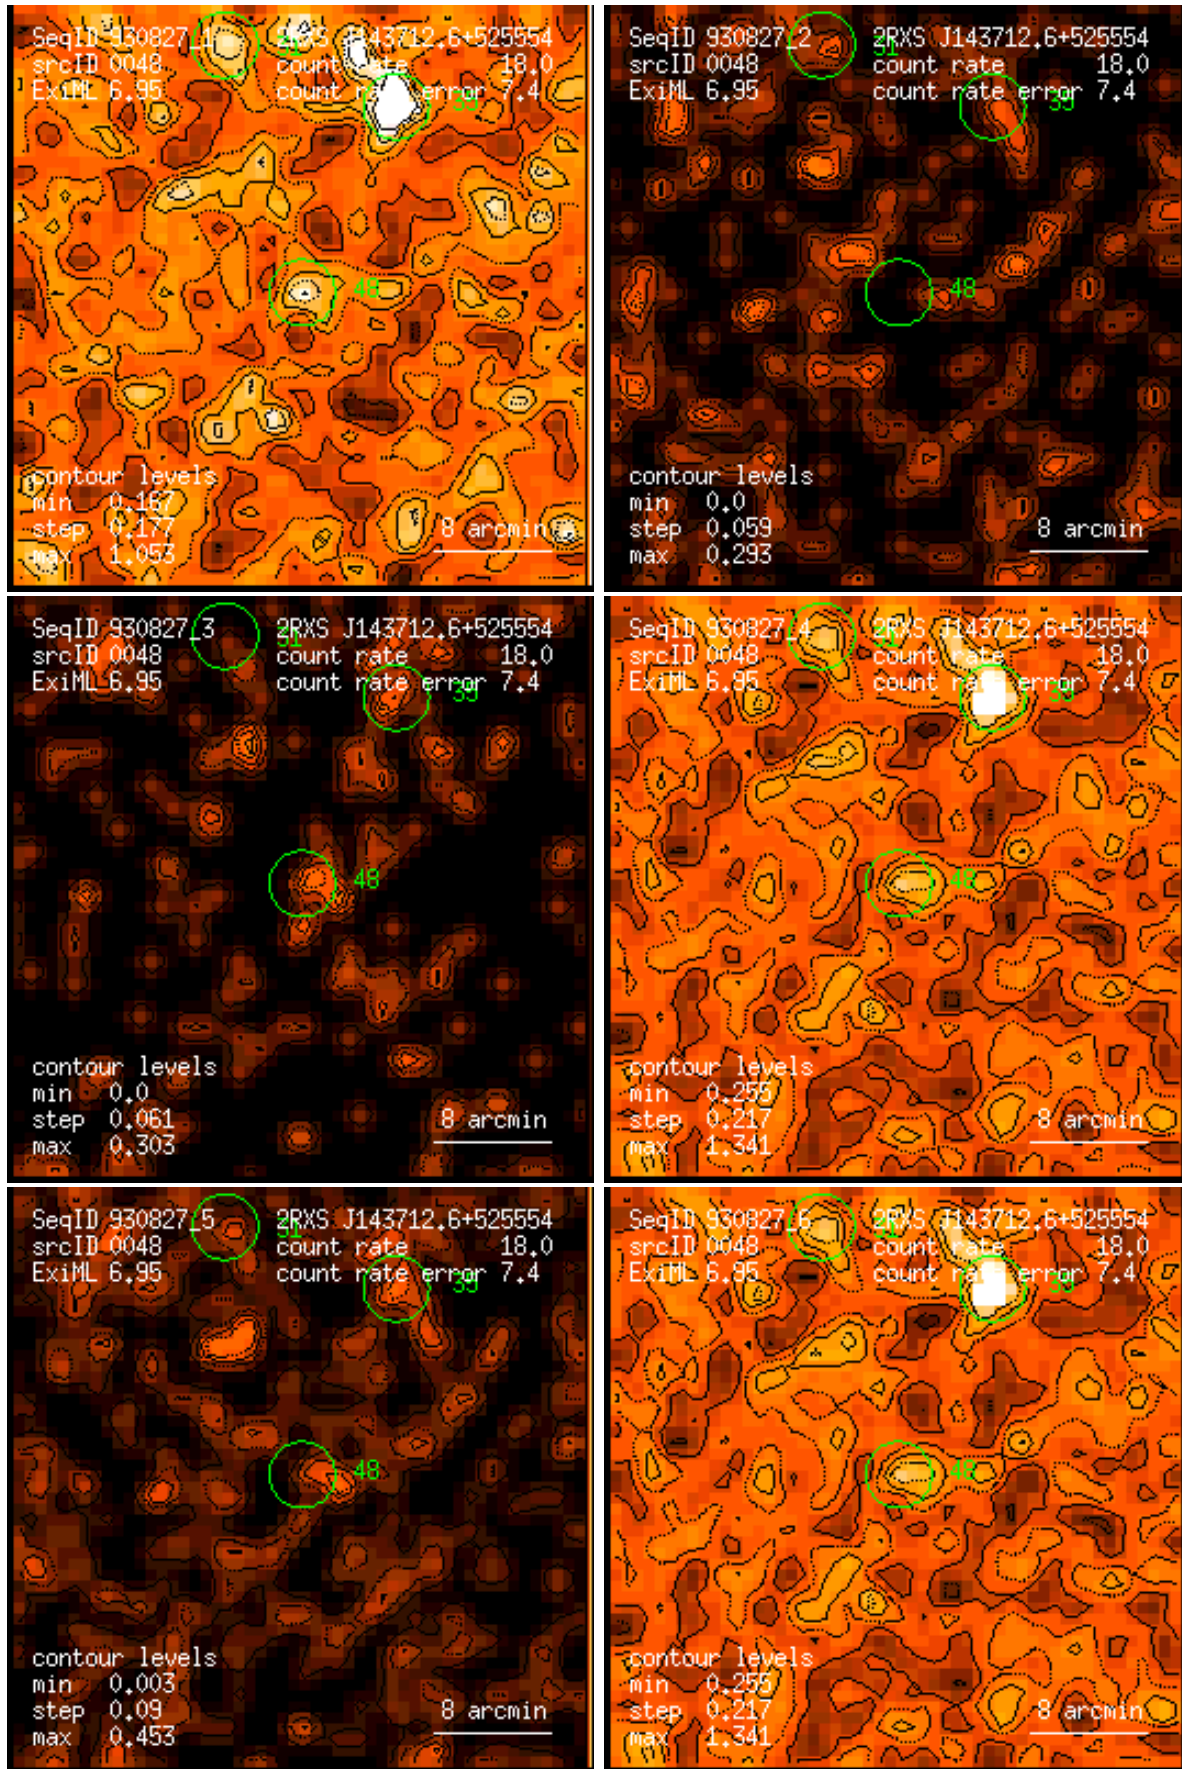 SeqID 930827_1 2RXS J143712.6+525554
srcID 0048 count rate 18.0
ExiML 6.95 count rate error 7.4
31
39
48
contour levels
min 0.167
step 0.177
max 1.053
8 arcmin
SeqID 930827_2 2RXS J143712.6+525554
srcID 0048 count rate 18.0
ExiML 6.95 count rate error 7.4
31
39
48
contour levels
min 0.0
step 0.059
max 0.293
8 arcmin
SeqID 930827_3 2RXS J143712.6+525554
srcID 0048 count rate 18.0
ExiML 6.95 count rate error 7.4
31
39
48
contour levels
min 0.0
step 0.061
max 0.303
8 arcmin
SeqID 930827_4 2RXS J143712.6+525554
srcID 0048 count rate 18.0
ExiML 6.95 count rate error 7.4
31
39
48
contour levels
min 0.255
step 0.217
max 1.341
8 arcmin
SeqID 930827_5 2RXS J143712.6+525554
srcID 0048 count rate 18.0
ExiML 6.95 count rate error 7.4
31
39
48
contour levels
min 0.003
step 0.09
max 0.453
8 arcmin
SeqID 930827_6 2RXS J143712.6+525554
srcID 0048 count rate 18.0
ExiML 6.95 count rate error 7.4
31
39
48
contour levels
min 0.255
step 0.217
max 1.341
8 arcmin